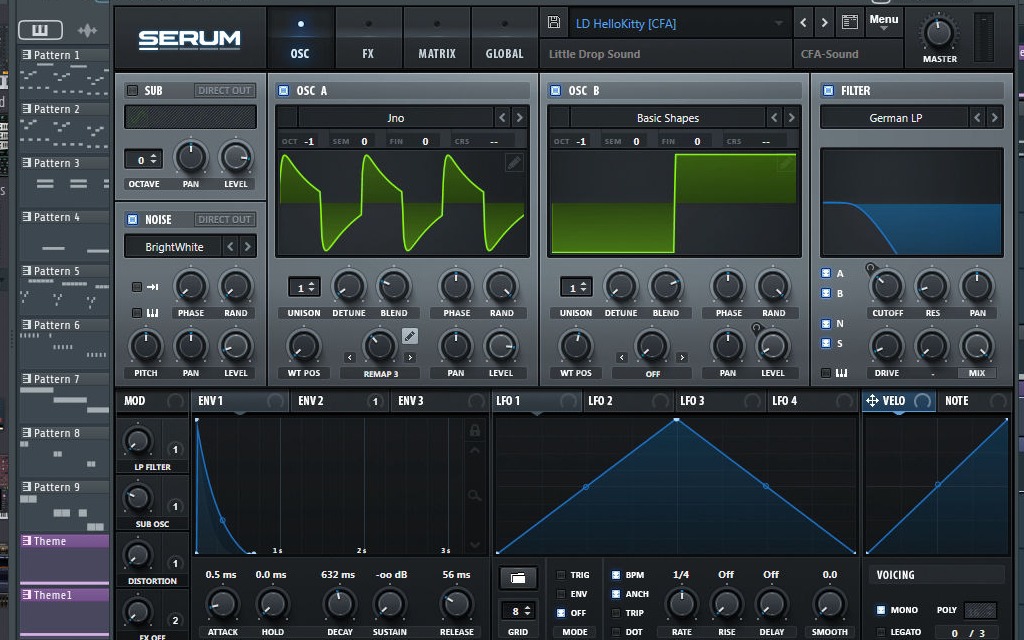 Pattern 1
Pattern 2
Pattern 3
Pattern 4
Pattern 5
Pattern 6
Pattern 7
Pattern 8
Pattern 9
Theme
Theme1
SERUM
OSC
FX
MATRIX
GLOBAL
LD HelloKitty [CFA]
Little Drop Sound
CFA-Sound
Menu
MASTER
SUB
DIRECT OUT
0
OCTAVE PAN LEVEL
NOISE
DIRECT OUT
BrightWhite
PHASE RAND
PITCH PAN LEVEL
OSC A
Jno
OCT -1 SEM 0 FIN 0 CRS --
1
UNISON DETUNE BLEND PHASE RAND
WT POS REMAP 3 PAN LEVEL
OSC B
Basic Shapes
OCT -1 SEM 0 FIN 0 CRS --
1
UNISON DETUNE BLEND PHASE RAND
WT POS OFF PAN LEVEL
FILTER
German LP
A
B
N
S
CUTOFF RES PAN
DRIVE - MIX
MOD
ENV 1 ENV 2 1 ENV 3
LFO 1 LFO 2 LFO 3 LFO 4
VELO NOTE
1
LP FILTER
1
SUB OSC
1
DISTORTION
2
FX OFF
1s 2s 3s
0.5 ms 0.0 ms 632 ms -oo dB 56 ms
ATTACK HOLD DECAY SUSTAIN RELEASE
8
GRID
TRIG
ENV
OFF
MODE
BPM
ANCH
TRIP
DOT
1/4 Off Off 0.0
RATE RISE DELAY SMOOTH
VOICING
MONO POLY
LEGATO 0 / 3